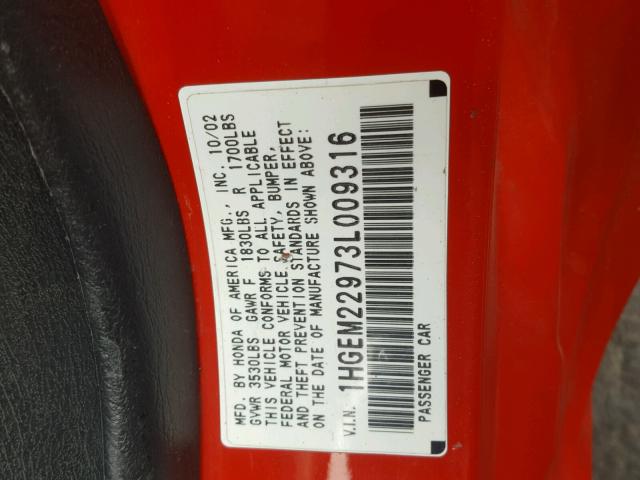 MFD. BY HONDA OF AMERICA MFG., INC. 10/02
GVWR 3530LBS GAWR F 1830LBS R 1700LBS
THIS VEHICLE CONFORMS TO ALL APPLICABLE
FEDERAL MOTOR VEHICLE SAFETY, BUMPER,
AND THEFT PREVENTION STANDARDS IN EFFECT
ON THE DATE OF MANUFACTURE SHOWN ABOVE:
V.I.N. 1HGEM22973L009316
PASSENGER CAR